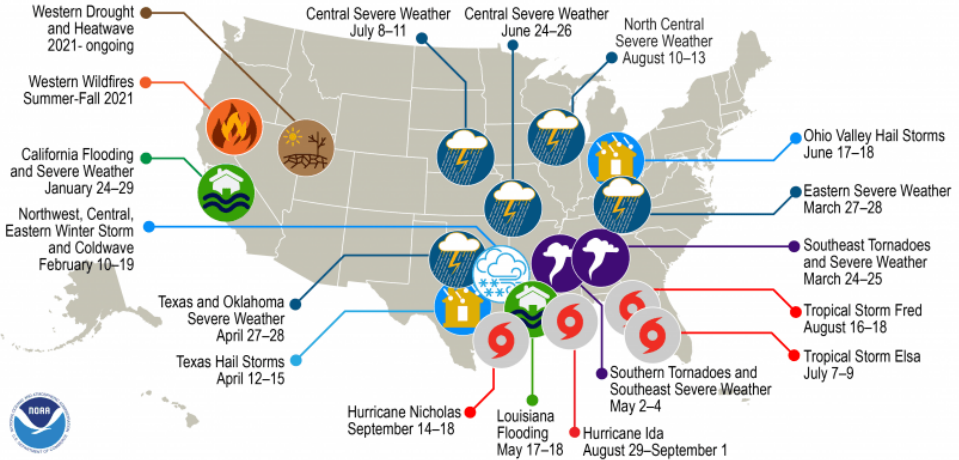 Western Drought
and Heatwave
2021- ongoing
Central Severe Weather
July 8–11
Central Severe Weather
June 24–26
North Central
Severe Weather
August 10–13
Western Wildfires
Summer-Fall 2021
California Flooding
and Severe Weather
January 24–29
Northwest, Central,
Eastern Winter Storm
and Coldwave
February 10–19
Texas and Oklahoma
Severe Weather
April 27–28
Texas Hail Storms
April 12–15
Ohio Valley Hail Storms
June 17–18
Eastern Severe Weather
March 27–28
Southeast Tornadoes
and Severe Weather
March 24–25
Tropical Storm Fred
August 16–18
Tropical Storm Elsa
July 7–9
Southern Tornadoes and
Southeast Severe Weather
May 2–4
Hurricane Nicholas
September 14–18
Louisiana
Flooding
May 17–18
Hurricane Ida
August 29–September 1
NOAA